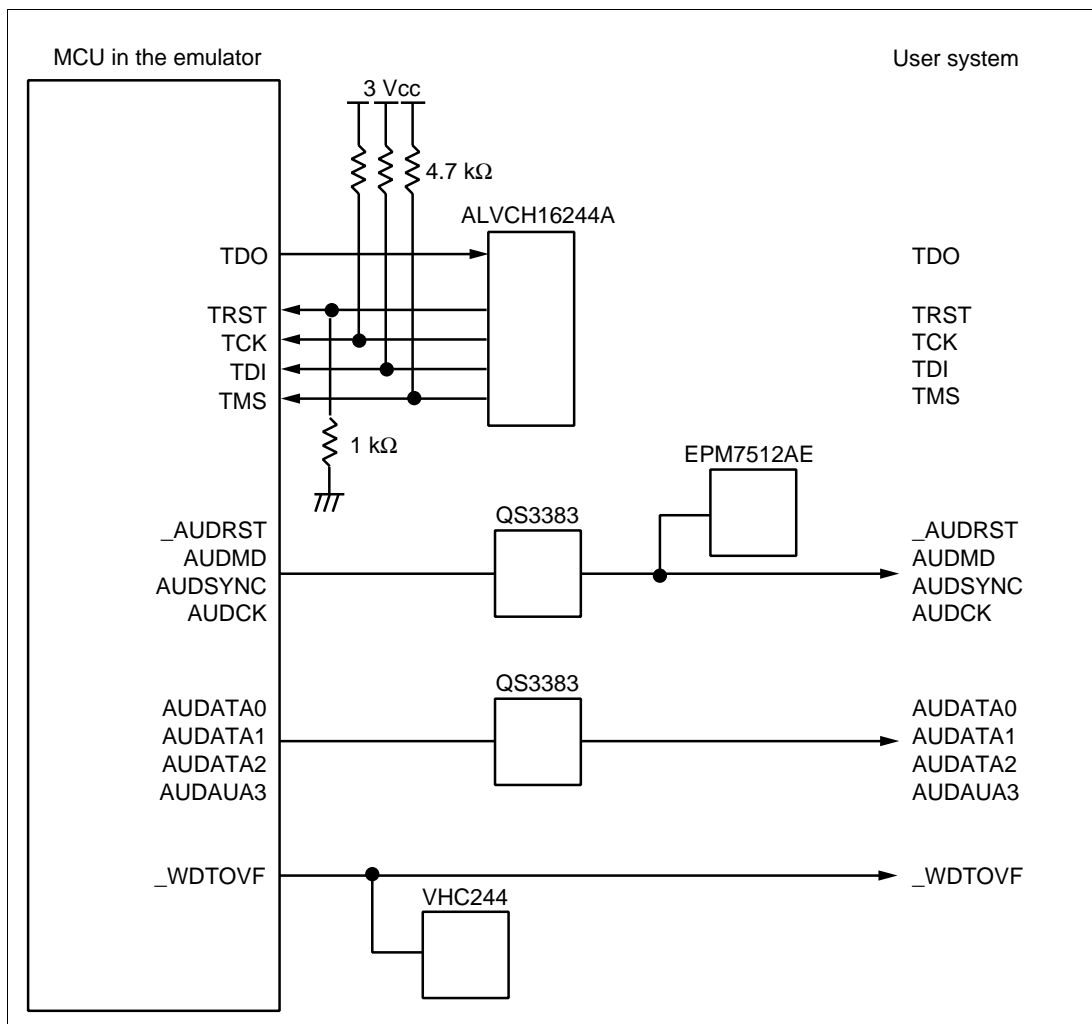 MCU in the emulator
User system
3 Vcc
4.7 kΩ
ALVCH16244A
TDO
TDO
TRST
TRST
TCK
TCK
TDI
TDI
TMS
TMS
1 kΩ
EPM7512AE
QS3383
_AUDRST
_AUDRST
AUDMD
AUDMD
AUDSYNC
AUDSYNC
AUDCK
AUDCK
QS3383
AUDATA0
AUDATA0
AUDATA1
AUDATA1
AUDATA2
AUDATA2
AUDAUA3
AUDAUA3
_WDTOVF
_WDTOVF
VHC244